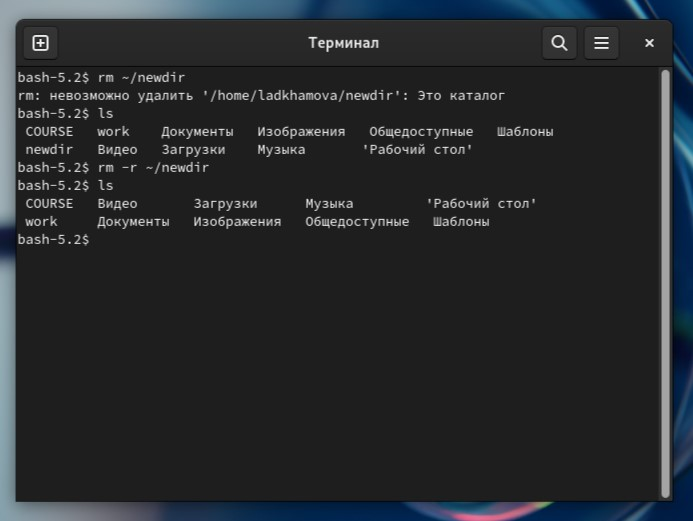 Терминал
bash-5.2$ rm ~/newdir
rm: невозможно удалить '/home/ladkhamova/newdir': Это каталог
bash-5.2$ ls
COURSE work Документы Изображения Общедоступные Шаблоны
newdir Видео Загрузки Музыка 'Рабочий стол'
bash-5.2$ rm -r ~/newdir
bash-5.2$ ls
COURSE Видео Загрузки Музыка 'Рабочий стол'
work Документы Изображения Общедоступные Шаблоны
bash-5.2$